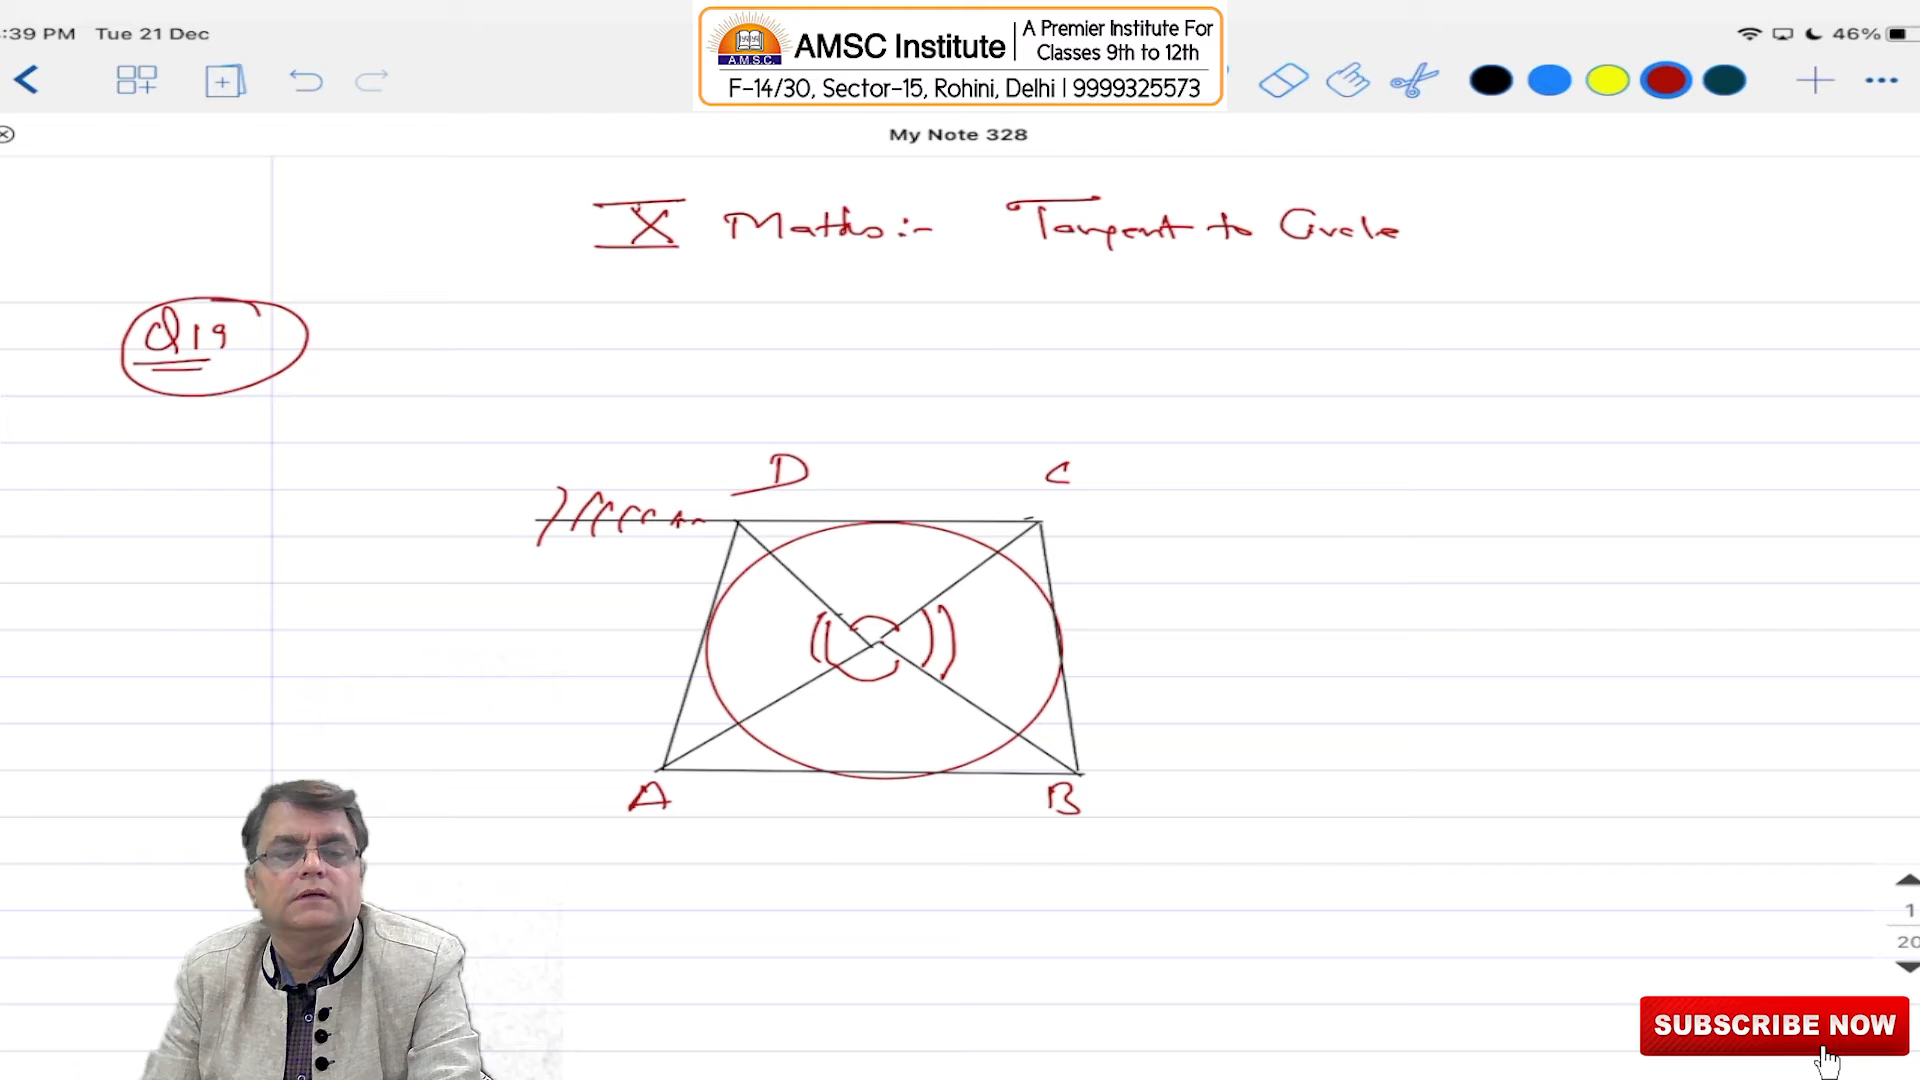 :39 PM Tue 21 Dec
A.M.S.C.
AMSC Institute
A Premier Institute For
Classes 9th to 12th
F-14/30, Sector-15, Rohini, Delhi | 9999325573
46%
My Note 328
X Maths:- Tangent to Circle
Q19
D C
A B
1
20
SUBSCRIBE NOW